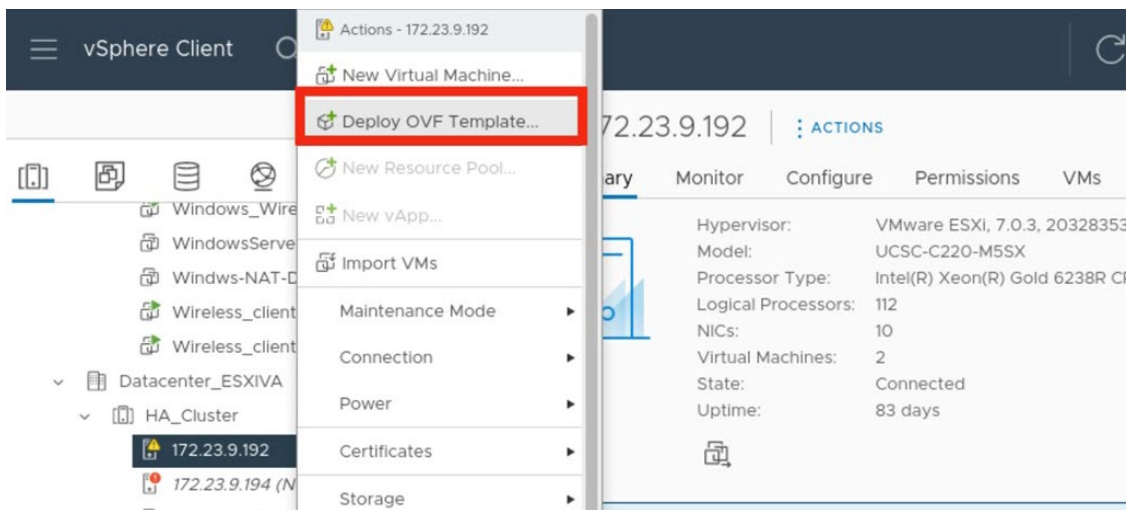 vSphere Client
Actions - 172.23.9.192
New Virtual Machine...
Deploy OVF Template...
New Resource Pool...
New vApp...
Import VMs
Maintenance Mode
Connection
Power
Certificates
Storage
Windows_Wire
WindowsServe
Windws-NAT-D
Wireless_client
Wireless_client
Datacenter_ESXIVA
HA_Cluster
172.23.9.192
172.23.9.194 (N
72.23.9.192
ACTIONS
ary Monitor Configure Permissions VMs
Hypervisor: VMware ESXi, 7.0.3, 20328353
Model: UCSC-C220-M5SX
Processor Type: Intel(R) Xeon(R) Gold 6238R CP
Logical Processors: 112
NICs: 10
Virtual Machines: 2
State: Connected
Uptime: 83 days